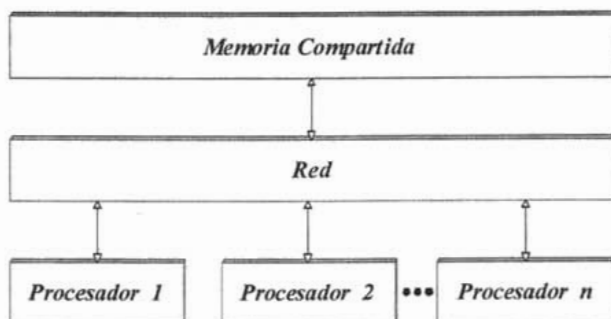 Memoria Compartida
Red
Procesador 1 Procesador 2 ••• Procesador n